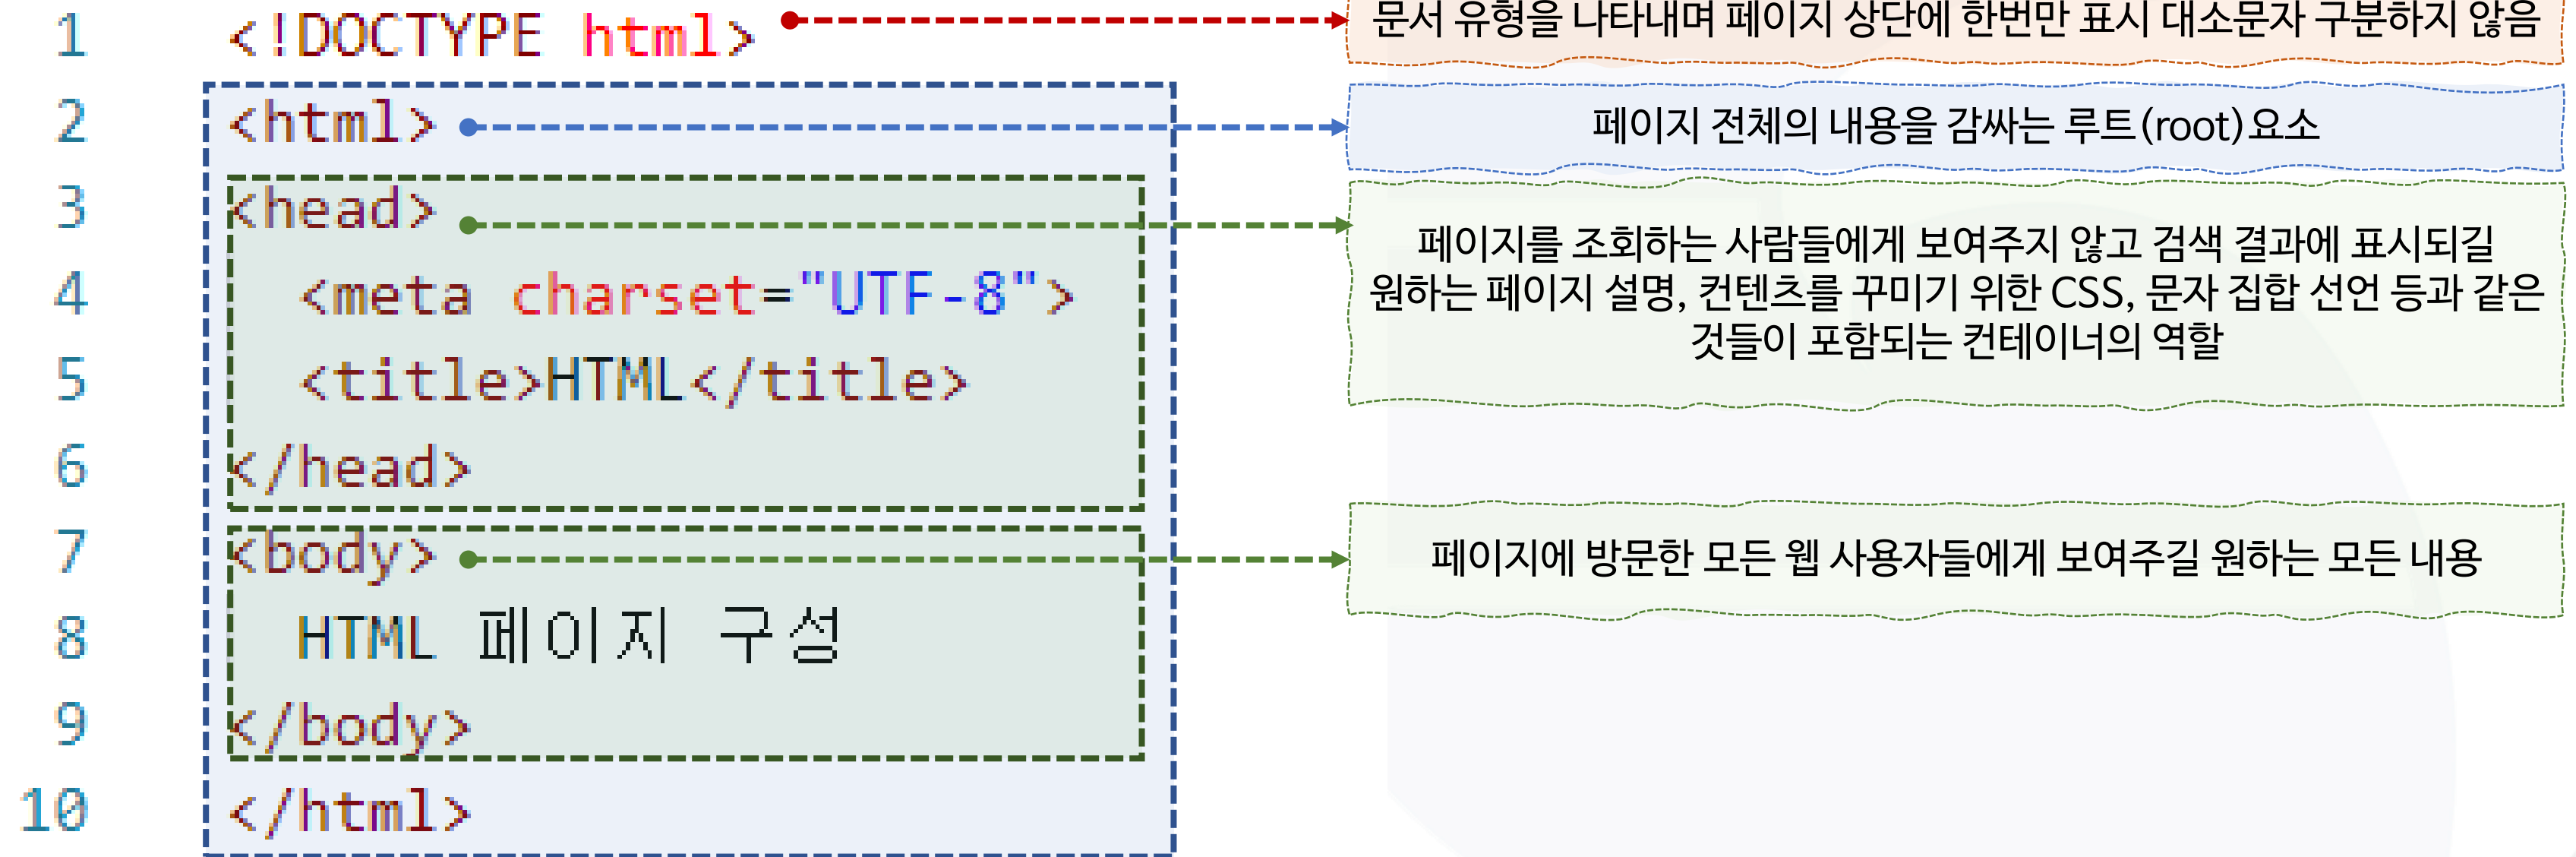 1 <!DOCTYPE html> 문서 유형을 나타내며 페이지 상단에 한번만 표시 대소문자 구분하지 않음
2 <html> 페이지 전체의 내용을 감싸는 루트(root)요소
3 <head>
페이지를 조회하는 사람들에게 보여주지 않고 검색 결과에 표시되길
원하는 페이지 설명, 컨텐츠를 꾸미기 위한 CSS, 문자 집합 선언 등과 같은
것들이 포함되는 컨테이너의 역할
4 <meta charset="UTF-8">
5 <title>HTML</title>
6 </head>
7 <body> 페이지에 방문한 모든 웹 사용자들에게 보여주길 원하는 모든 내용
8 HTML 페이지 구성
9 </body>
10 </html>